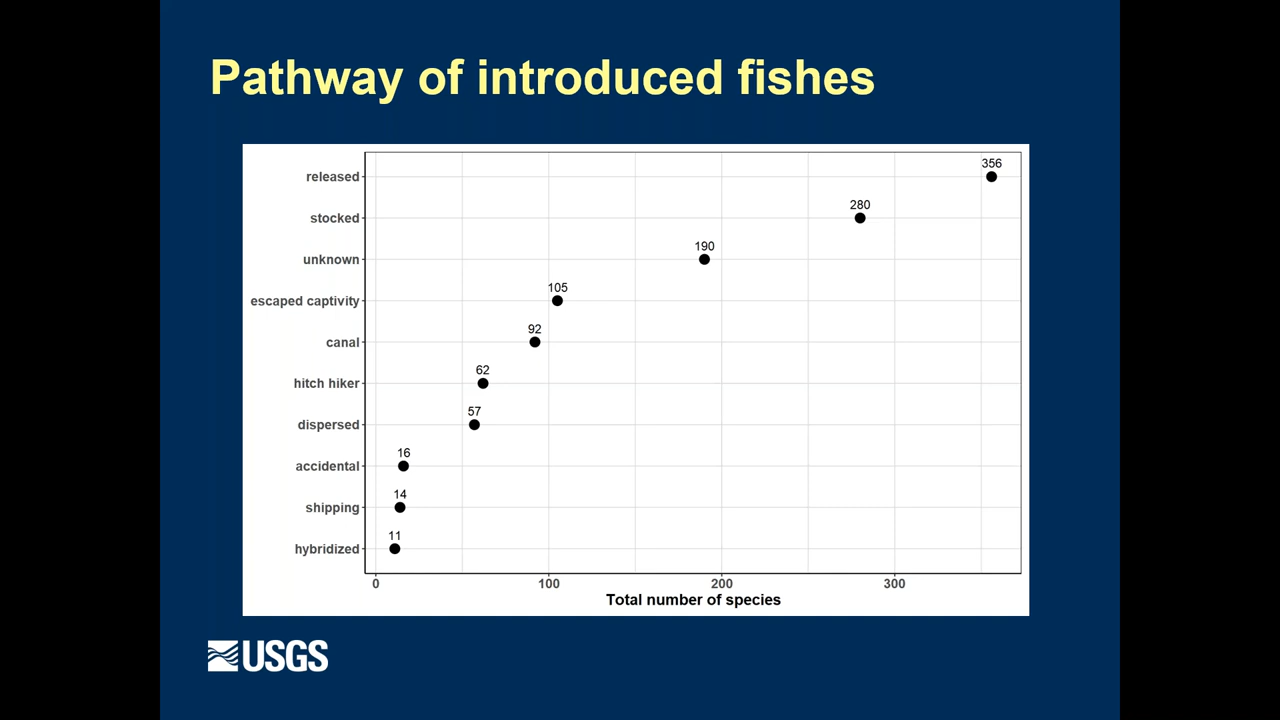 Pathway of introduced fishes
released 356
stocked 280
unknown 190
escaped captivity 105
canal 92
hitch hiker 62
dispersed 57
accidental 16
shipping 14
hybridized 11
0 100 200 300
Total number of species
USGS